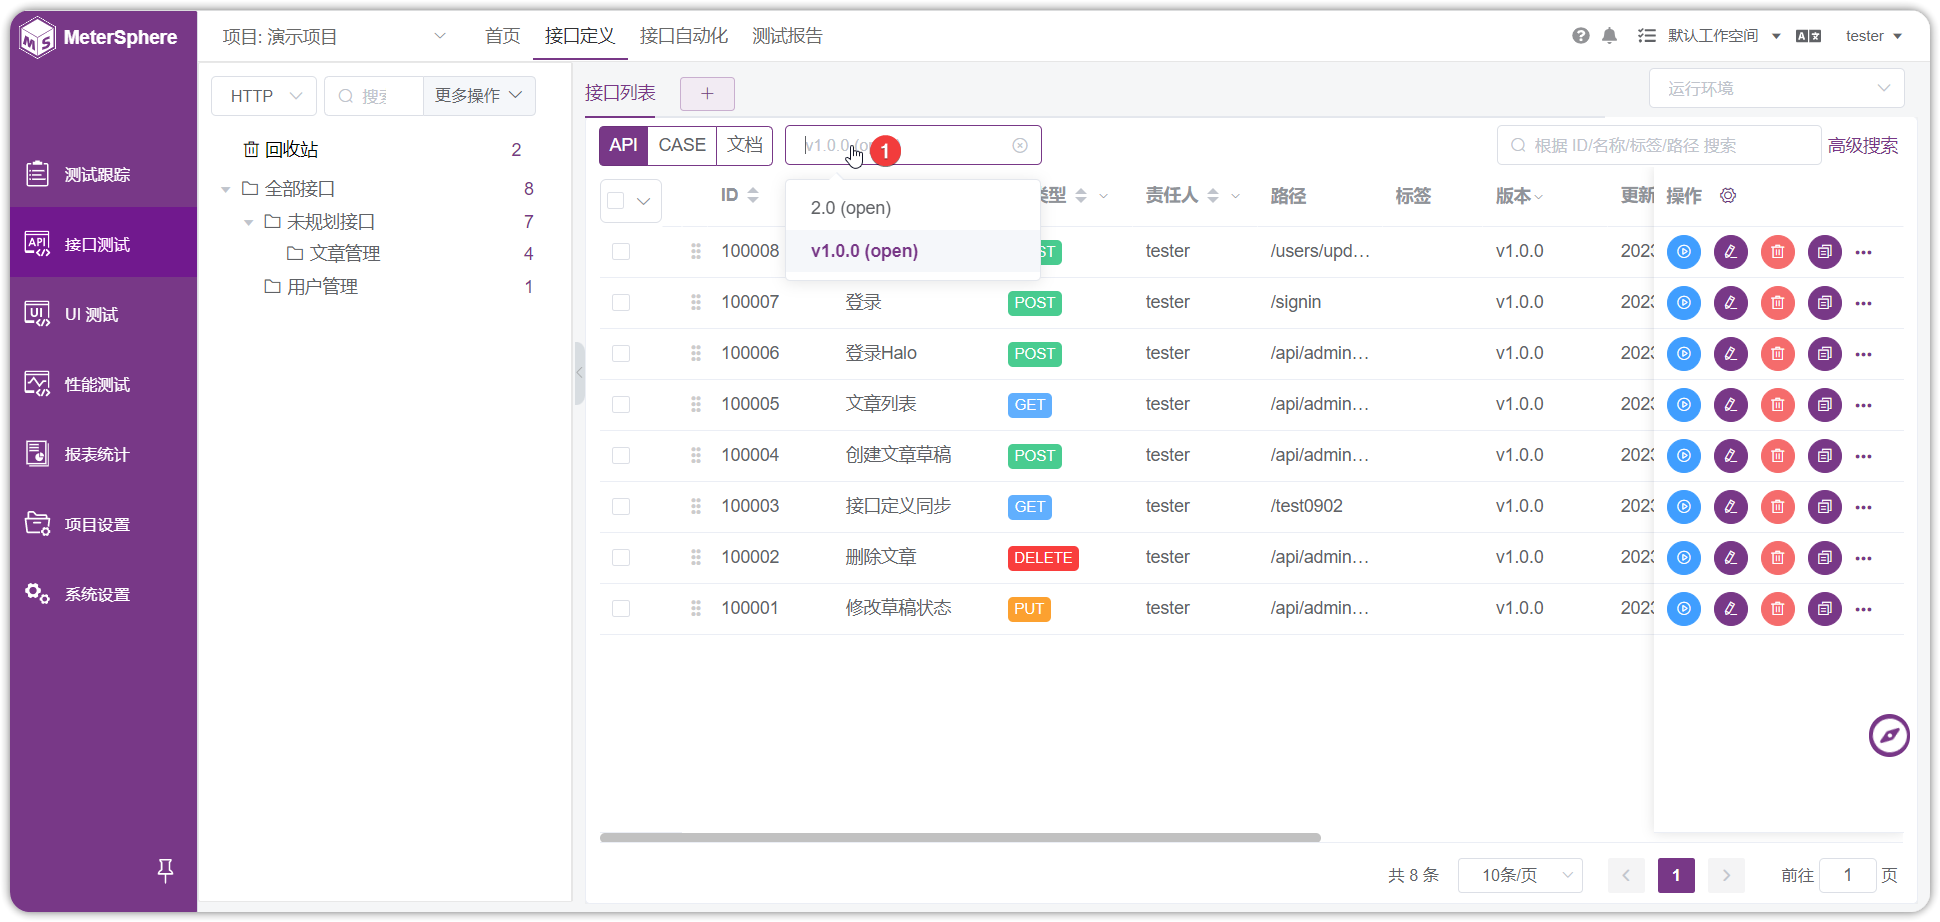 MeterSphere
项目: 演示项目
首页
接口定义
接口自动化
测试报告
默认工作空间
tester
测试跟踪
接口测试
UI 测试
性能测试
报表统计
项目设置
系统设置
HTTP
更多操作
回收站 2
全部接口 8
未规划接口 7
文章管理 4
用户管理 1
接口列表
+
运行环境
API
CASE
文档
v1.0.0 (o
1
根据 ID/名称/标签/路径 搜索
高级搜索
2.0 (open)
v1.0.0 (open)
ID 类型 责任人 路径 标签 版本 更新 操作
100008 ST tester /users/upd... v1.0.0 2023
100007 登录 POST tester /signin v1.0.0 2023
100006 登录Halo POST tester /api/admin... v1.0.0 2023
100005 文章列表 GET tester /api/admin... v1.0.0 2023
100004 创建文章草稿 POST tester /api/admin... v1.0.0 2023
100003 接口定义同步 GET tester /test0902 v1.0.0 2023
100002 删除文章 DELETE tester /api/admin... v1.0.0 2023
100001 修改草稿状态 PUT tester /api/admin... v1.0.0 2023
共 8 条
10条/页
1
前往 1 页